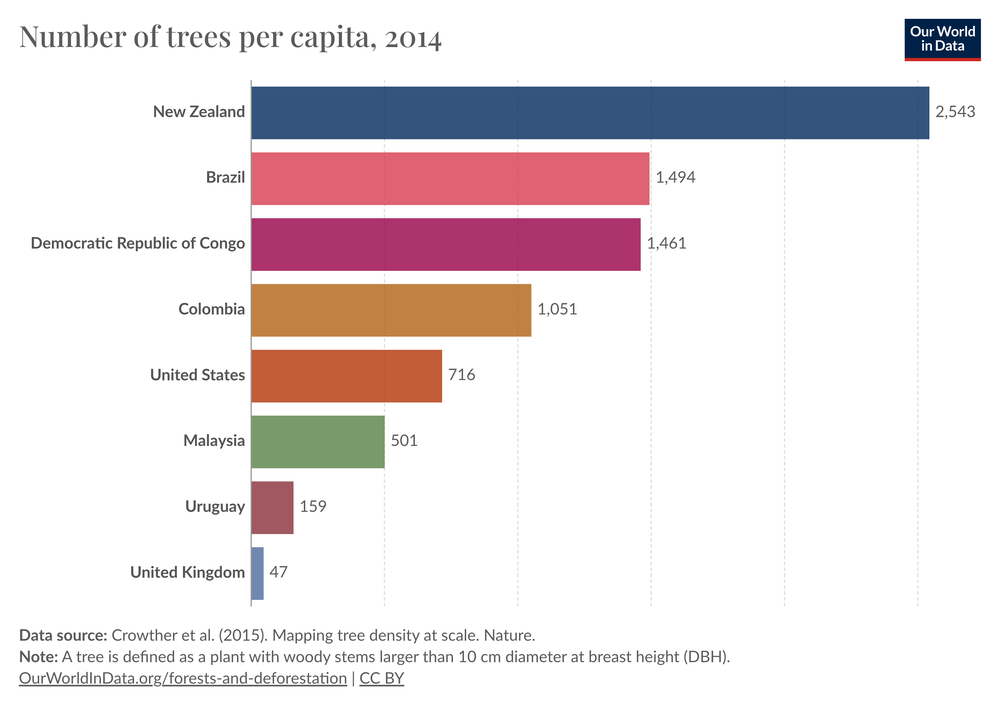 Number of trees per capita, 2014
Our World
in Data
New Zealand 2,543
Brazil 1,494
Democratic Republic of Congo 1,461
Colombia 1,051
United States 716
Malaysia 501
Uruguay 159
United Kingdom 47
Data source: Crowther et al. (2015). Mapping tree density at scale. Nature.
Note: A tree is defined as a plant with woody stems larger than 10 cm diameter at breast height (DBH).
OurWorldInData.org/forests-and-deforestation | CC BY